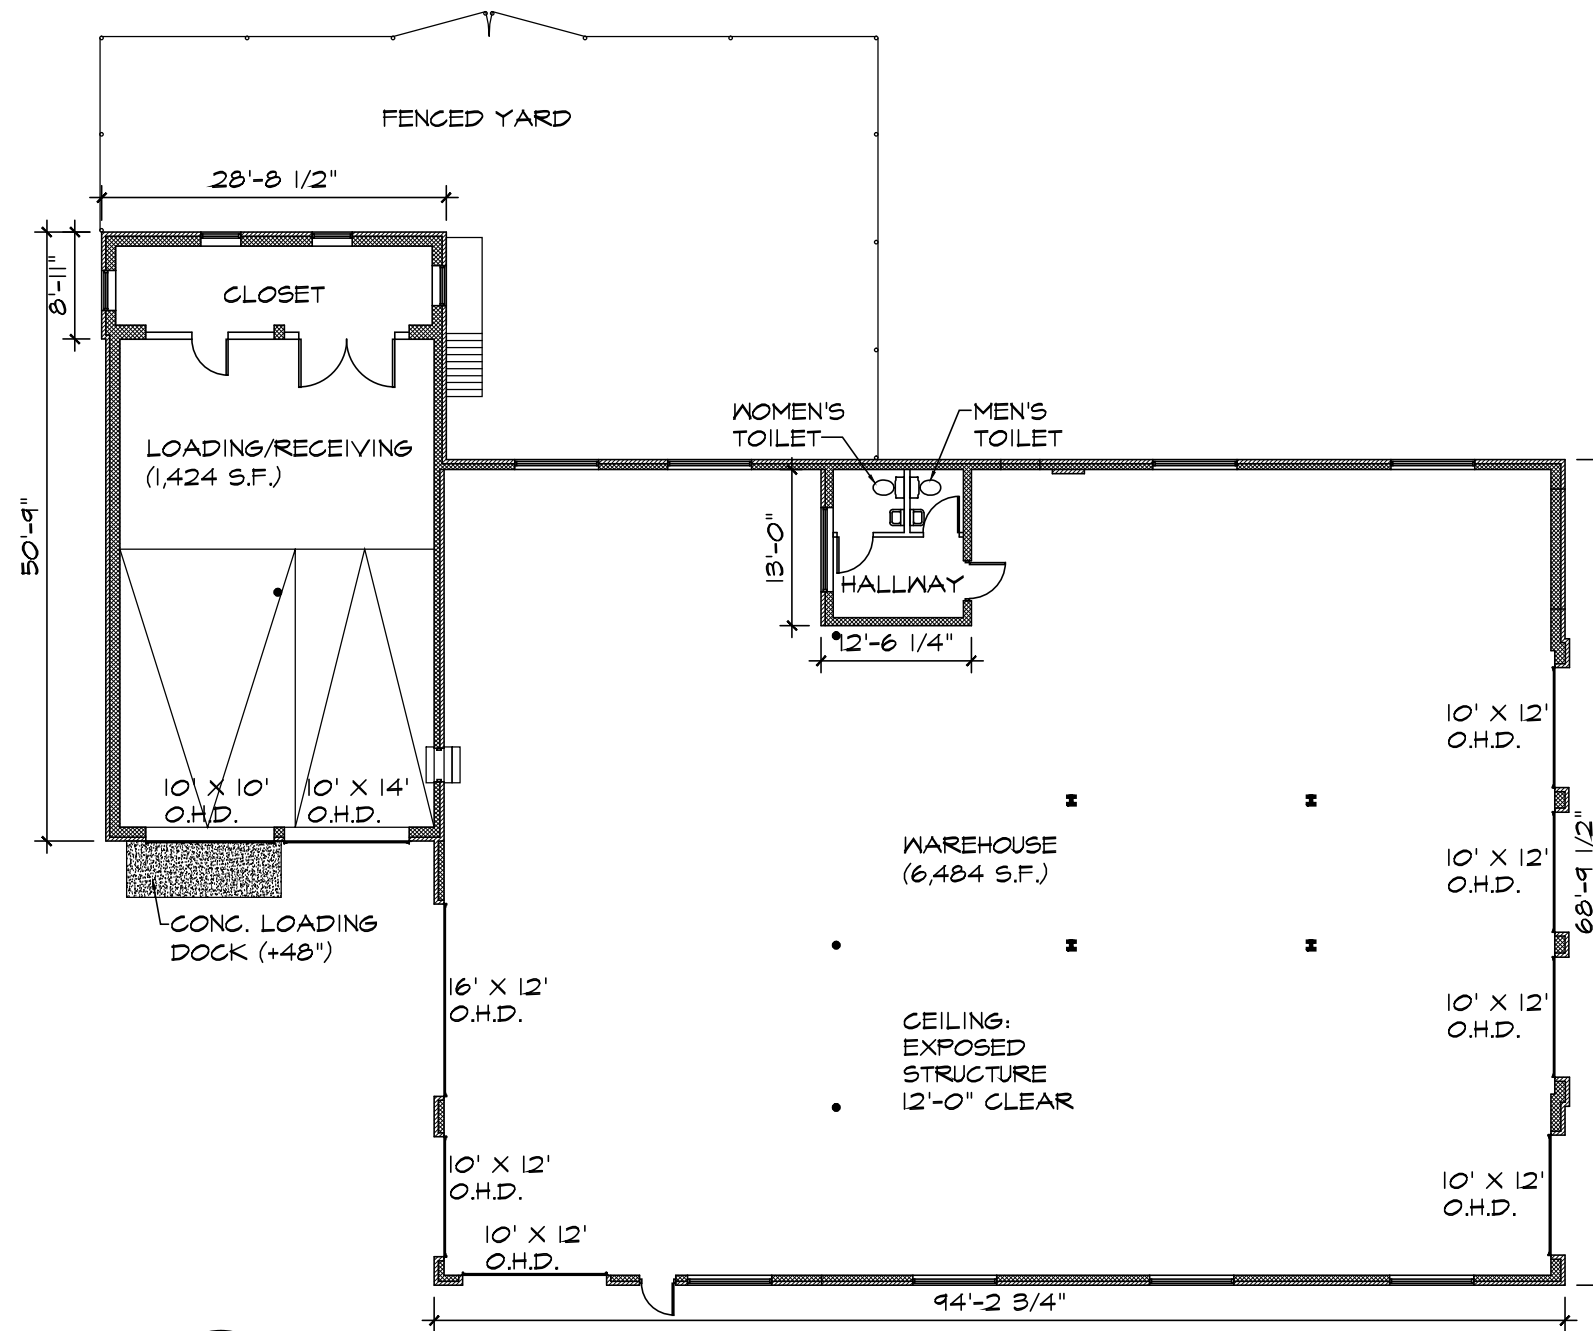 FENCED YARD
28'-8 1/2"
8'-11"
CLOSET
WOMEN'S
TOILET
MEN'S
TOILET
LOADING/RECEIVING
(1,424 S.F.)
50'-9"
13'-0"
HALLWAY
12'-6 1/4"
10' X 12'
O.H.D.
10' X 10'
O.H.D.
10' X 14'
O.H.D.
WAREHOUSE
(6,484 S.F.)
10' X 12'
O.H.D.
68'-9 1/2"
CONC. LOADING
DOCK (+48")
16' X 12'
O.H.D.
10' X 12'
O.H.D.
CEILING:
EXPOSED
STRUCTURE
12'-0" CLEAR
10' X 12'
O.H.D.
10' X 12'
O.H.D.
10' X 12'
O.H.D.
94'-2 3/4"